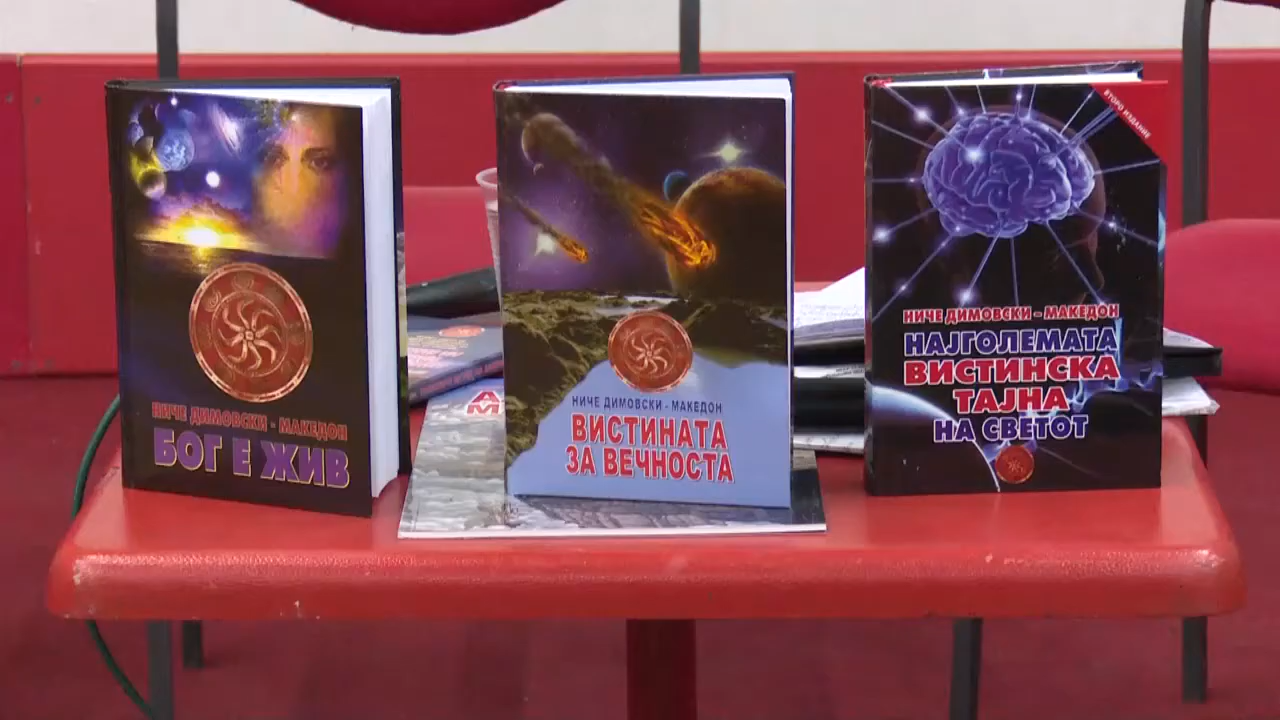 НИЧЕ ДИМОВСКИ - МАКЕДОН
БОГ Е ЖИВ
НИЧЕ ДИМОВСКИ - МАКЕДОН
ВИСТИНАТА
ЗА ВЕЧНОСТА
ВТОРО ИЗДАНИЕ
НИЧЕ ДИМОВСКИ - МАКЕДОН
НАЈГОЛЕМАТА
ВИСТИНСКА
ТАЈНА
НА СВЕТОТ